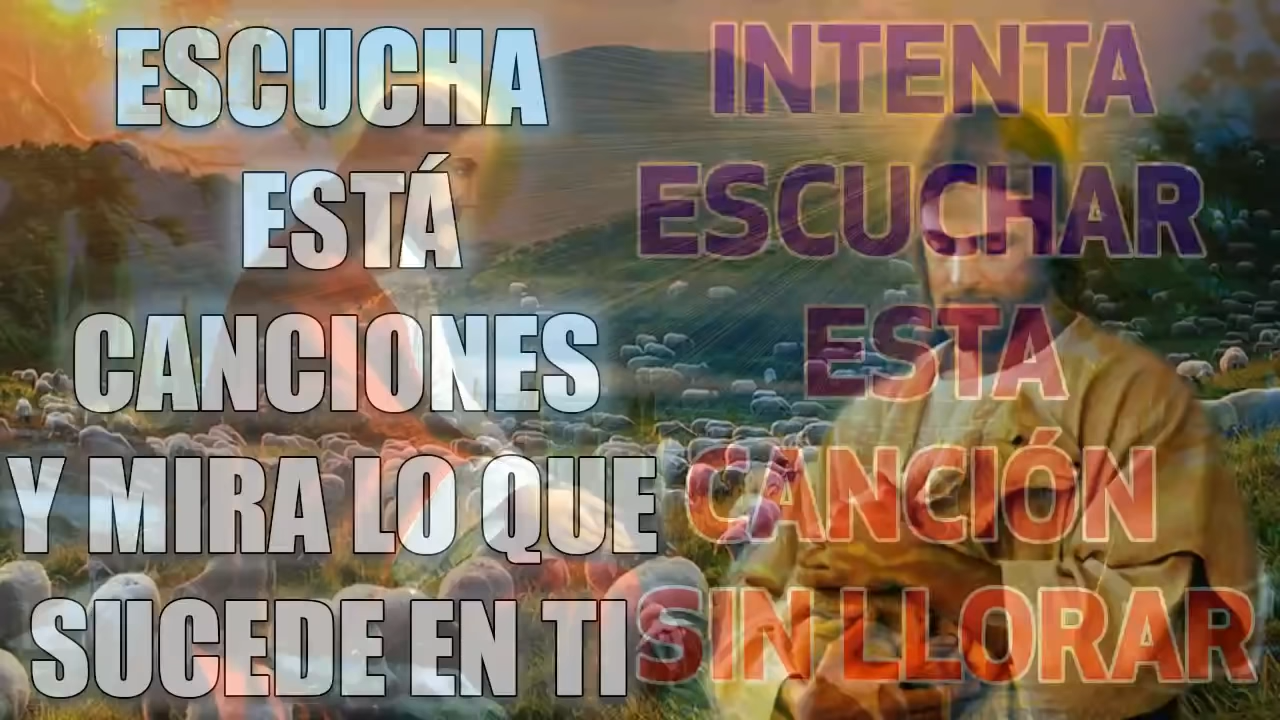 ESCUCHA
ESTÁ
CANCIONES
Y MIRA LO QUE
SUCEDE EN TI
INTENTA
ESCUCHAR
ESTA
CANCIÓN
SIN LLORAR